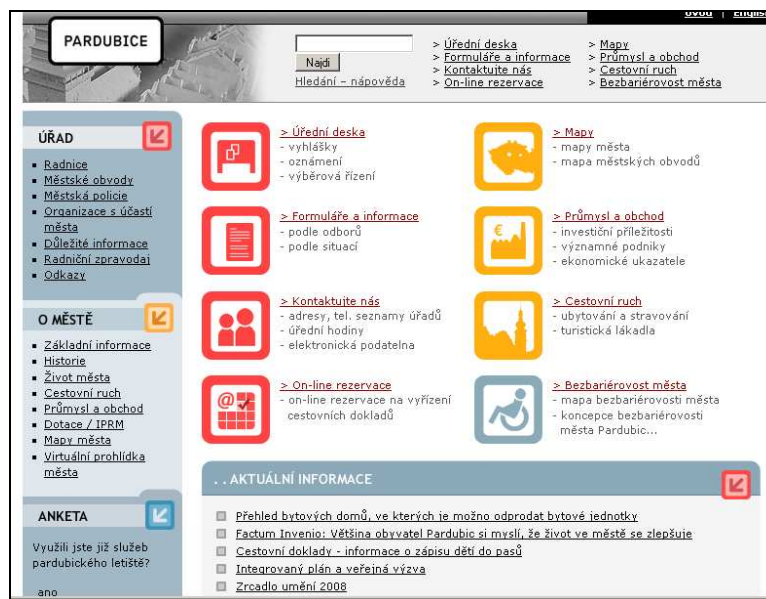 úvod | English
PARDUBICE
Najdi
Hledání – nápověda
> Úřední deska
> Formuláře a informace
> Kontaktujte nás
> On-line rezervace
> Mapy
> Průmysl a obchod
> Cestovní ruch
> Bezbariérovost města
ÚŘAD
Radnice
Městské obvody
Městská policie
Organizace s účastí
města
Důležité informace
Radniční zpravodaj
Odkazy
O MĚSTĚ
Základní informace
Historie
Život města
Cestovní ruch
Průmysl a obchod
Dotace / IPRM
Mapy města
Virtuální prohlídka
města
ANKETA
Využili jste již služeb
pardubického letiště?
ano
> Úřední deska
- vyhlášky
- oznámení
- výběrová řízení
> Mapy
- mapy města
- mapa městských obvodů
> Formuláře a informace
- podle odborů
- podle situací
€
> Průmysl a obchod
- investiční příležitosti
- významné podniky
- ekonomické ukazatele
> Kontaktujte nás
- adresy, tel. seznamy úřadů
- úřední hodiny
- elektronická podatelna
> Cestovní ruch
- ubytování a stravování
- turistická lákadla
@
> On-line rezervace
- on-line rezervace na vyřízení
cestovních dokladů
> Bezbariérovost města
- mapa bezbariérovosti města
- koncepce bezbariérovosti
města Pardubic...
. . AKTUÁLNÍ INFORMACE
Přehled bytových domů, ve kterých je možno odprodat bytové jednotky
Factum Invenio: Většina obyvatel Pardubic si myslí, že život ve městě se zlepšuje
Cestovní doklady - informace o zápisu dětí do pasů
Integrovaný plán a veřejná výzva
Zrcadlo umění 2008